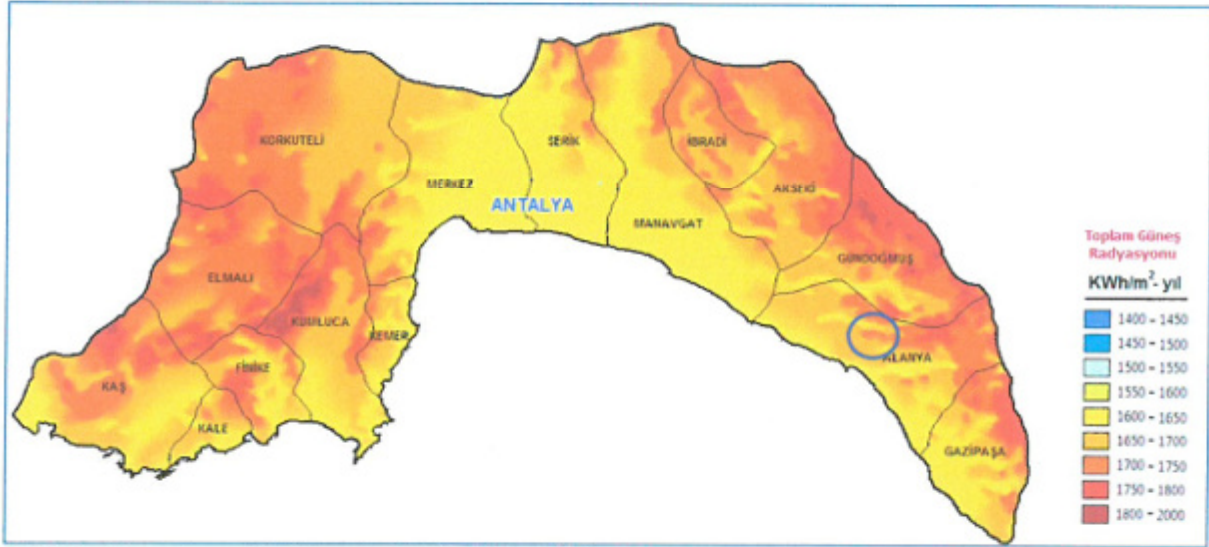 KORKUTELİ
SERİK
İBRADİ
MERKEZ
AKSEKİ
ANTALYA
MANAVGAT
GÜNDOĞMUŞ
ELMALI
KUMLUCA
KEMER
ALANYA
FİNİKE
KAŞ
KALE
GAZİPAŞA
Toplam Güneş
Radyasyonu
KWh/m²- yıl
1400 - 1450
1450 - 1500
1500 - 1550
1550 - 1600
1600 - 1650
1650 - 1700
1700 - 1750
1750 - 1800
1800 - 2000